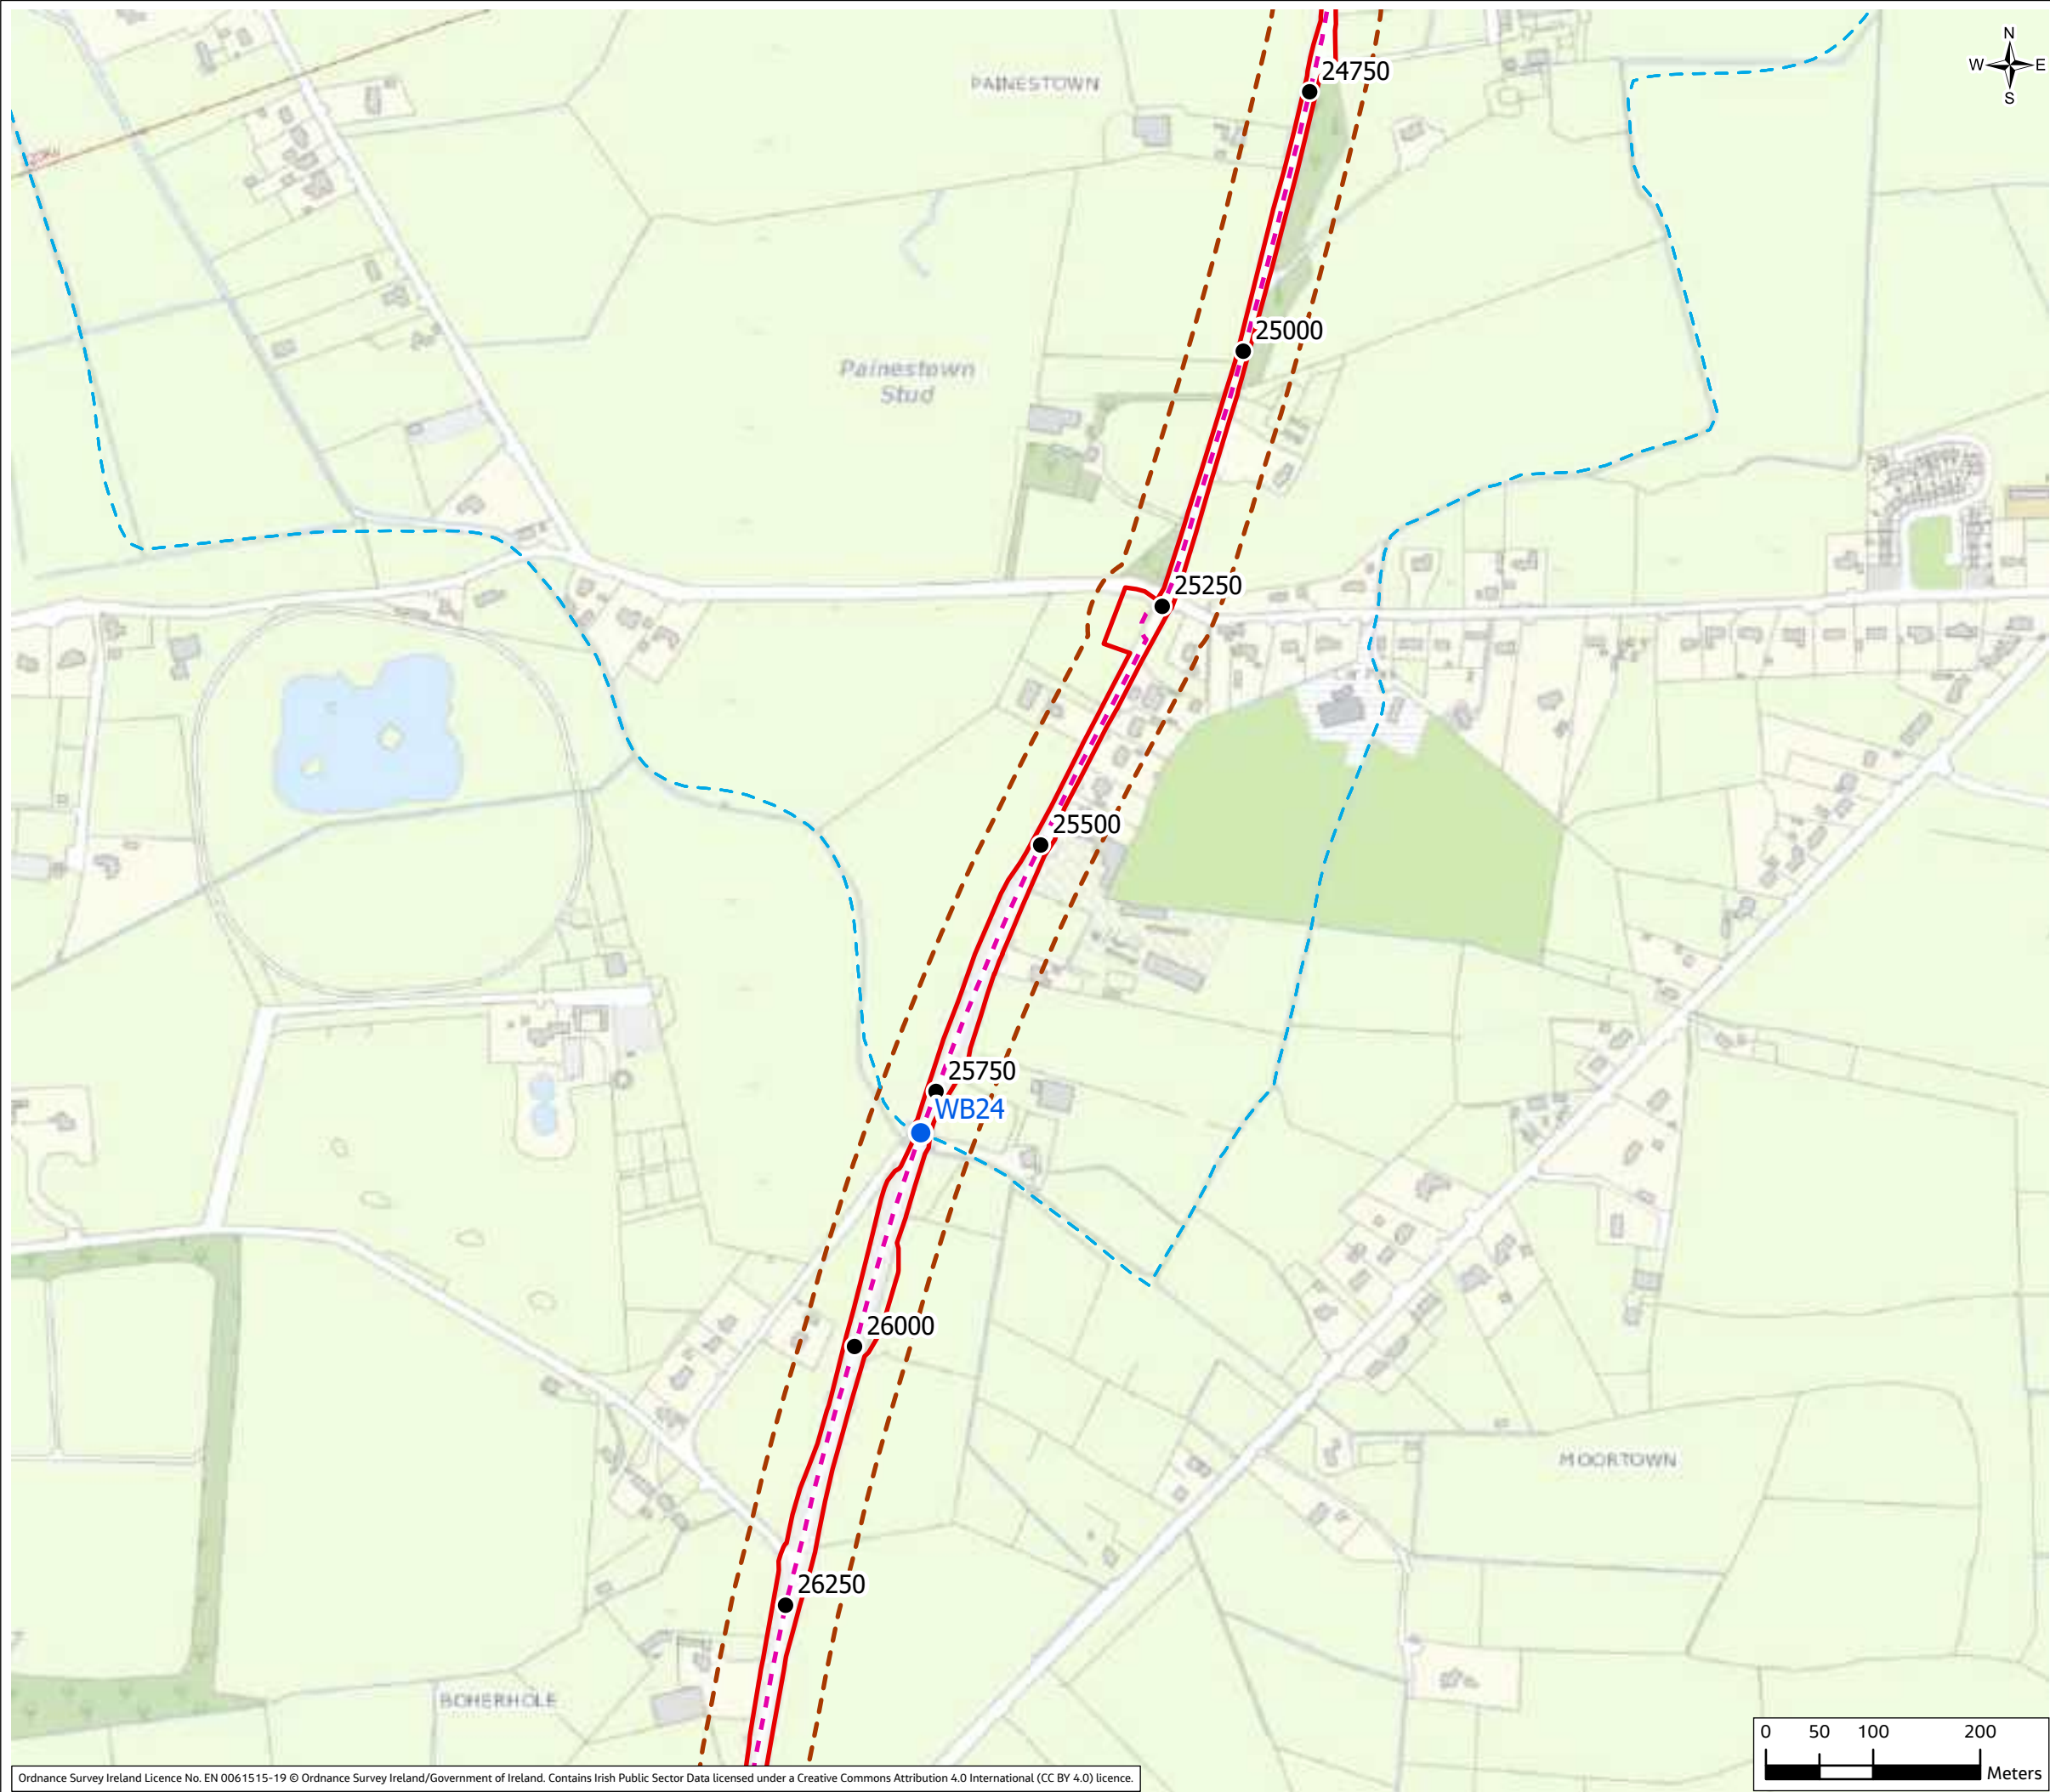 N
W E
S
PAINESTOWN
24750
25000
Painestown
Stud
25250
25500
25750
WB24
26000
MOORTOWN
26250
BOHERHOLE
0 50 100 200
Meters
Ordnance Survey Ireland Licence No. EN 0061515-19 © Ordnance Survey Ireland/Government of Ireland. Contains Irish Public Sector Data licensed under a Creative Commons Attribution 4.0 International (CC BY 4.0) licence.